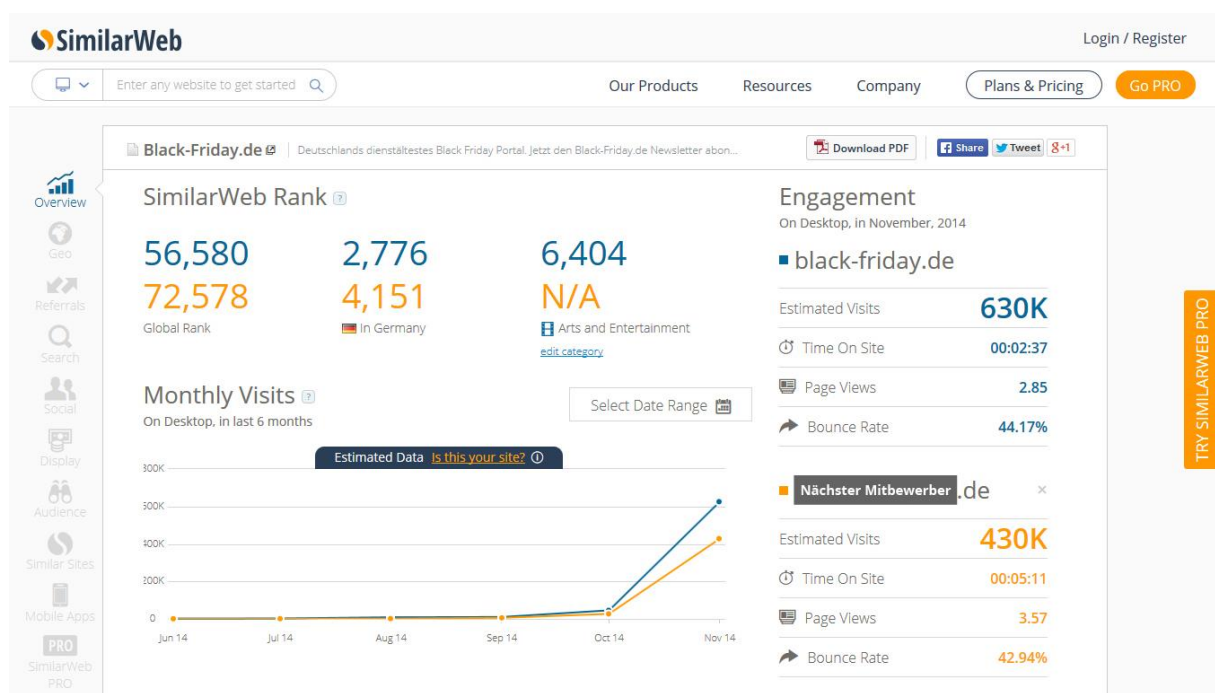 SimilarWeb
Login / Register
Enter any website to get started
Our Products
Resources
Company
Plans & Pricing
Go PRO
Black-Friday.de
Deutschlands dienstältestes Black Friday Portal. Jetzt den Black-Friday.de Newsletter abon...
Download PDF
Share
Tweet
g+1
Overview
Geo
Referrals
Search
Social
Display
Audience
Similar Sites
Mobile Apps
PRO
SimilarWeb
PRO
SimilarWeb Rank ?
56,580 2,776 6,404
72,578 4,151 N/A
Global Rank In Germany Arts and Entertainment
edit category
Monthly Visits ?
On Desktop, in last 6 months
Select Date Range
Estimated Data Is this your site?
800K
600K
400K
200K
0
Jun 14 Jul 14 Aug 14 Sep 14 Oct 14 Nov 14
Engagement
On Desktop, in November, 2014
black-friday.de
Estimated Visits 630K
Time On Site 00:02:37
Page Views 2.85
Bounce Rate 44.17%
Nächster Mitbewerber .de ×
Estimated Visits 430K
Time On Site 00:05:11
Page Views 3.57
Bounce Rate 42.94%
TRY SIMILARWEB PRO